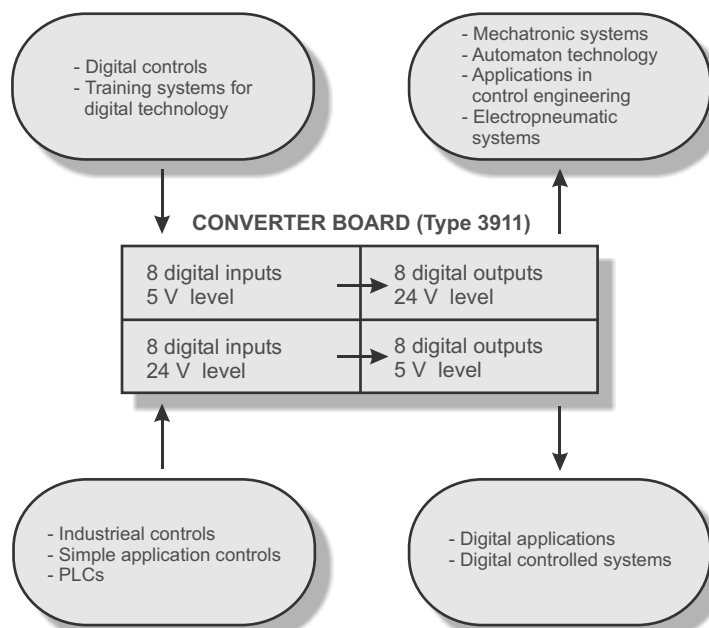 - Digital controls
- Training systems for
digital technology
- Mechatronic systems
- Automaton technology
- Applications in
control engineering
- Electropneumatic
systems
CONVERTER BOARD (Type 3911)
8 digital inputs
5 V level
8 digital outputs
24 V level
8 digital inputs
24 V level
8 digital outputs
5 V level
- Industrieal controls
- Simple application controls
- PLCs
- Digital applications
- Digital controlled systems